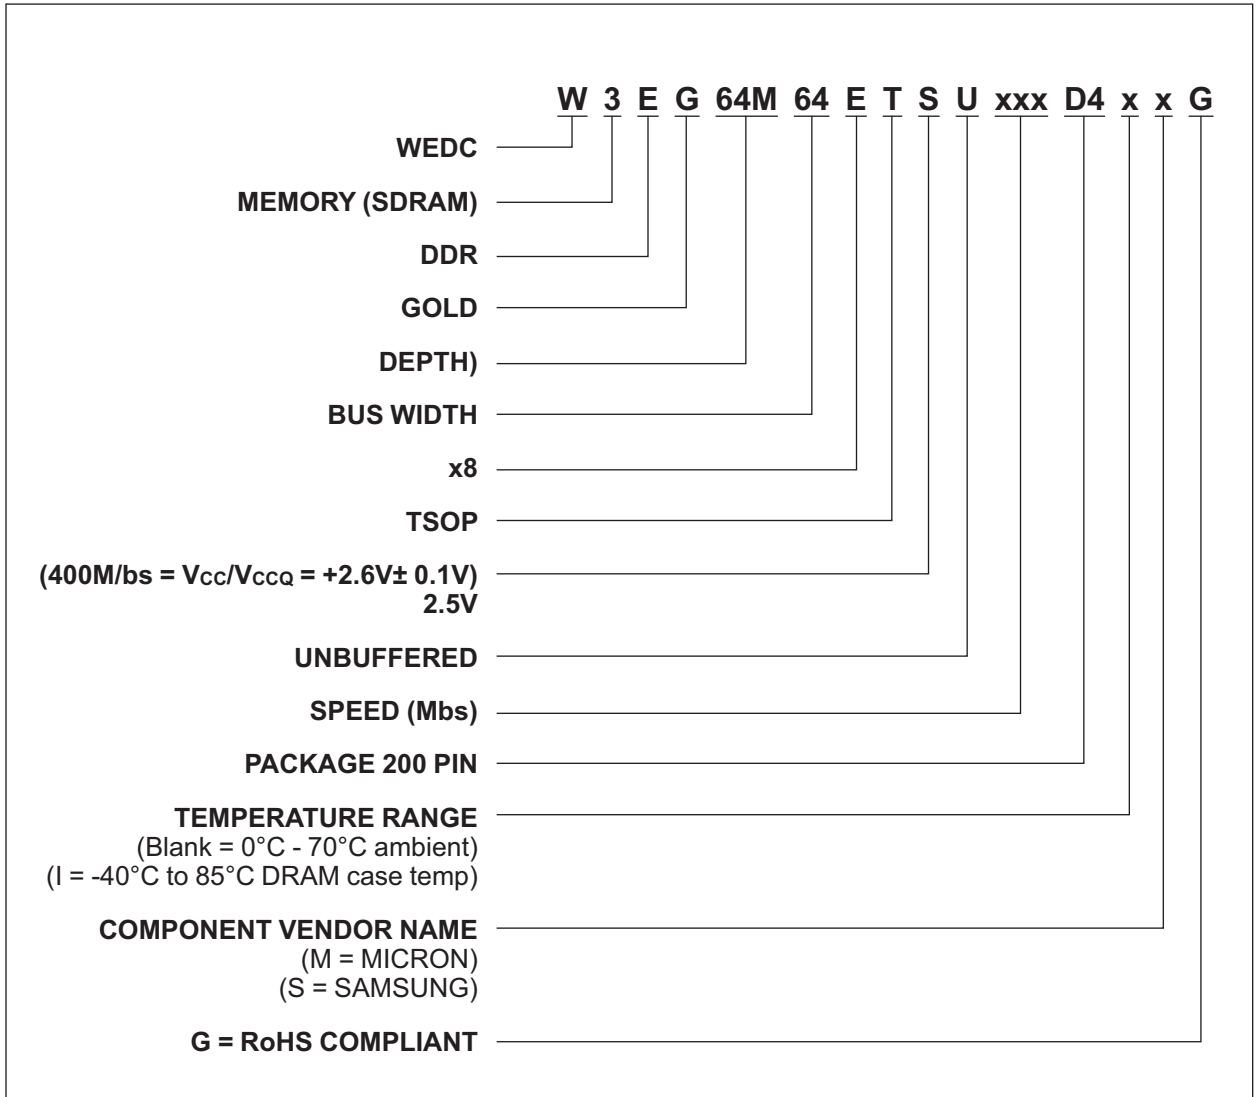 W 3 E G 64M 64 E T S U xxx D4 x x G
WEDC
MEMORY (SDRAM)
DDR
GOLD
DEPTH)
BUS WIDTH
x8
TSOP
(400M/bs = VCC/VCCQ = +2.6V± 0.1V)
2.5V
UNBUFFERED
SPEED (Mbs)
PACKAGE 200 PIN
TEMPERATURE RANGE
(Blank = 0°C - 70°C ambient)
(I = -40°C to 85°C DRAM case temp)
COMPONENT VENDOR NAME
(M = MICRON)
(S = SAMSUNG)
G = RoHS COMPLIANT